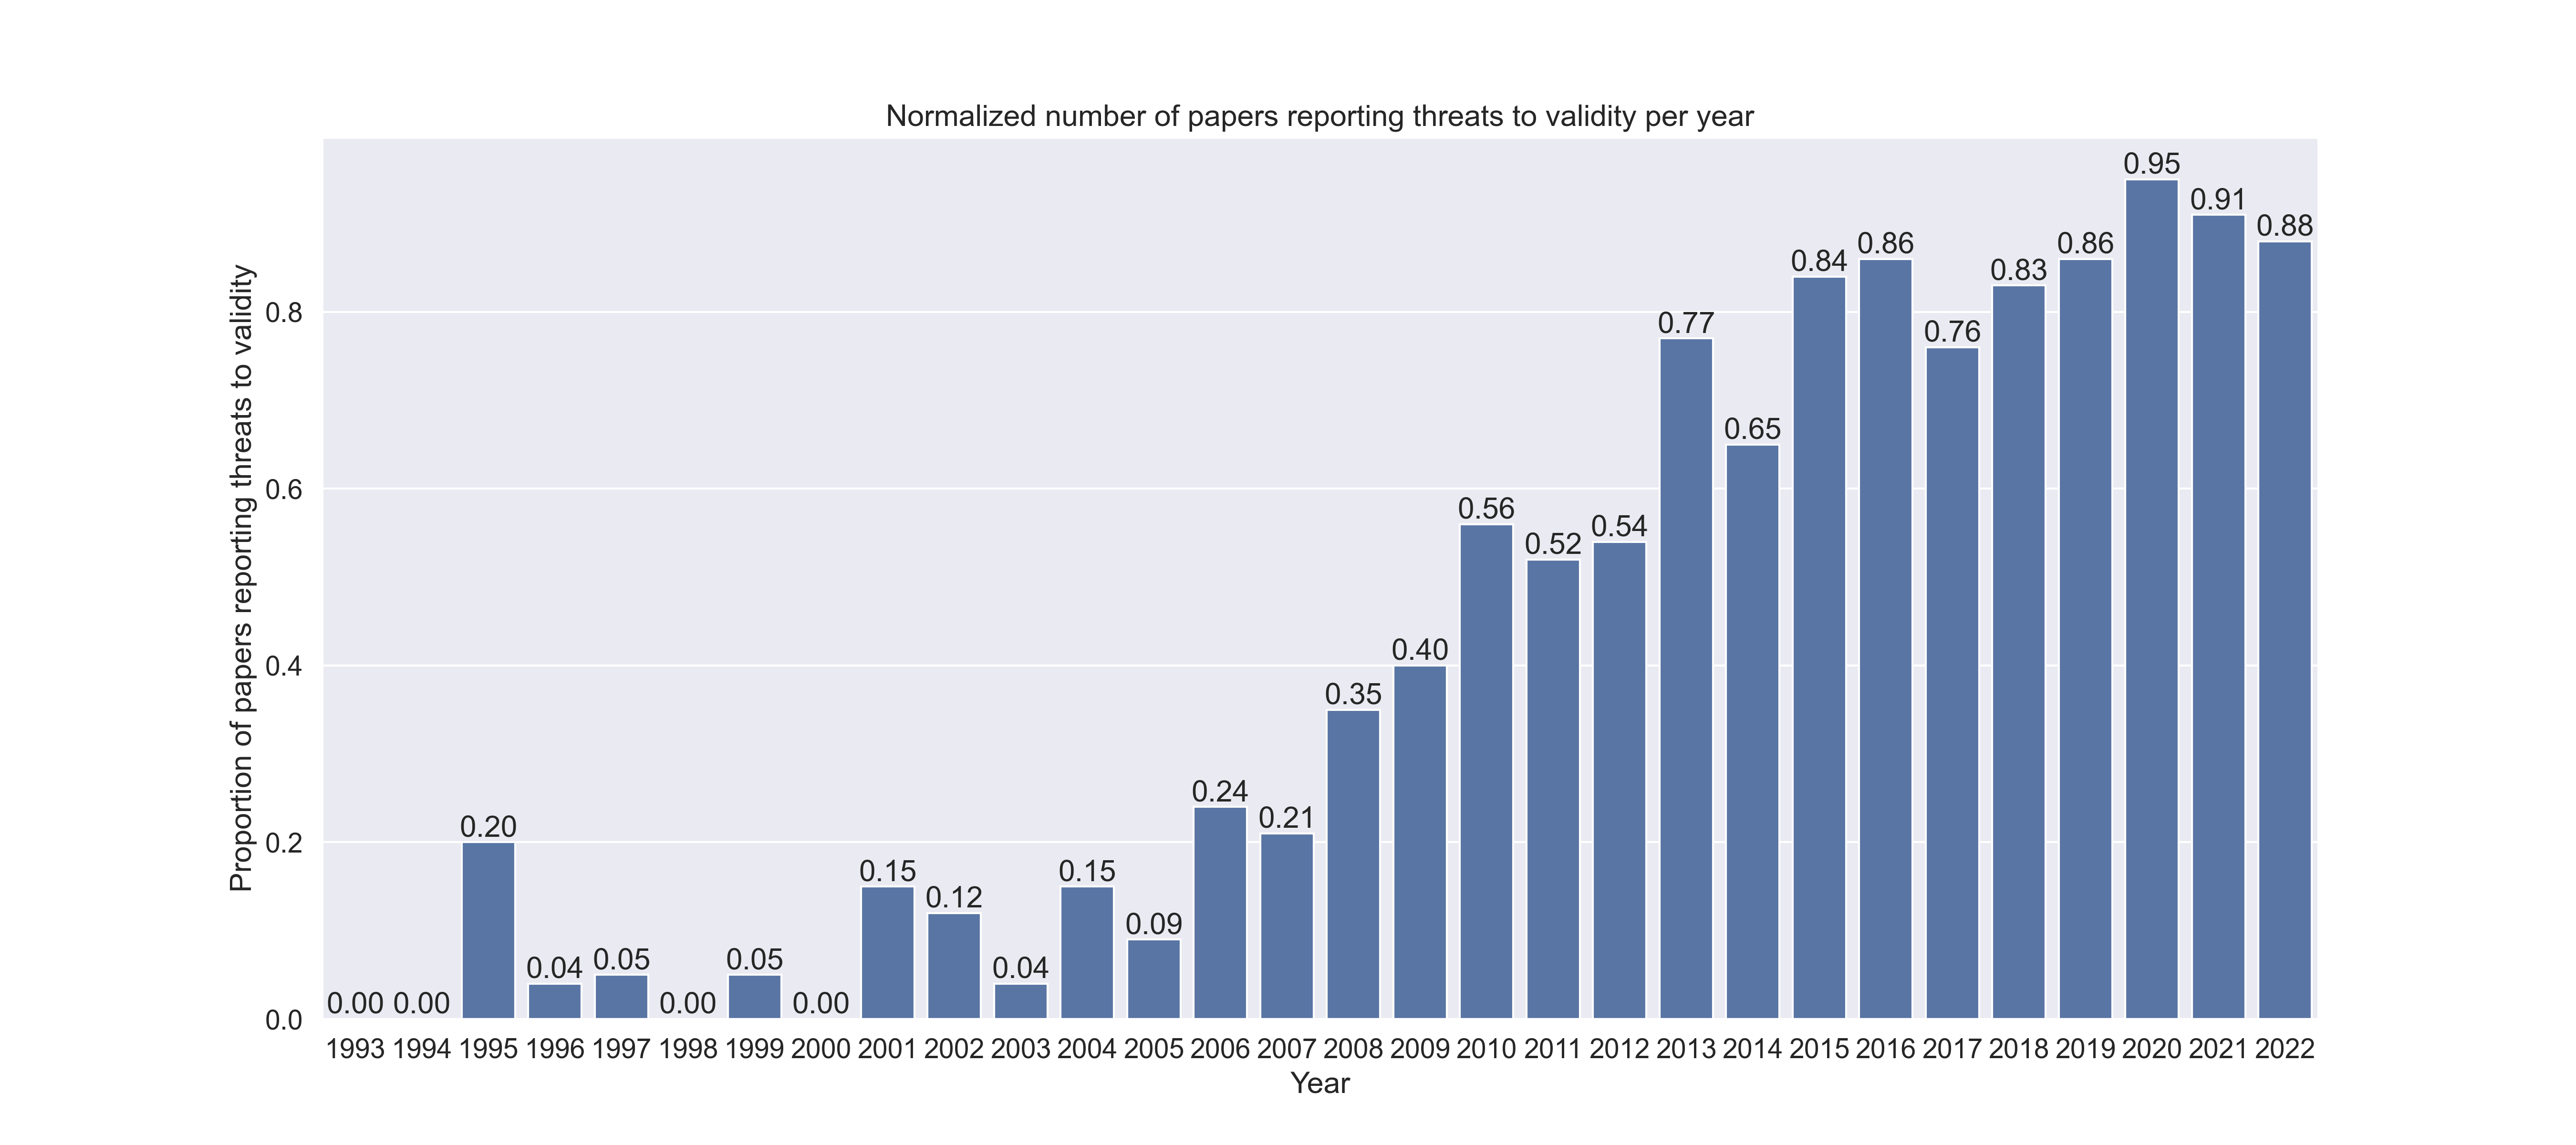 Normalized number of papers reporting threats to validity per year
Proportion of papers reporting threats to validity
0.8
0.6
0.4
0.2
0.0
0.00 0.00 0.20 0.04 0.05 0.00 0.05 0.00 0.15 0.12 0.04 0.15 0.09 0.24 0.21 0.35 0.40 0.56 0.52 0.54 0.77 0.65 0.84 0.86 0.76 0.83 0.86 0.95 0.91 0.88
1993 1994 1995 1996 1997 1998 1999 2000 2001 2002 2003 2004 2005 2006 2007 2008 2009 2010 2011 2012 2013 2014 2015 2016 2017 2018 2019 2020 2021 2022
Year